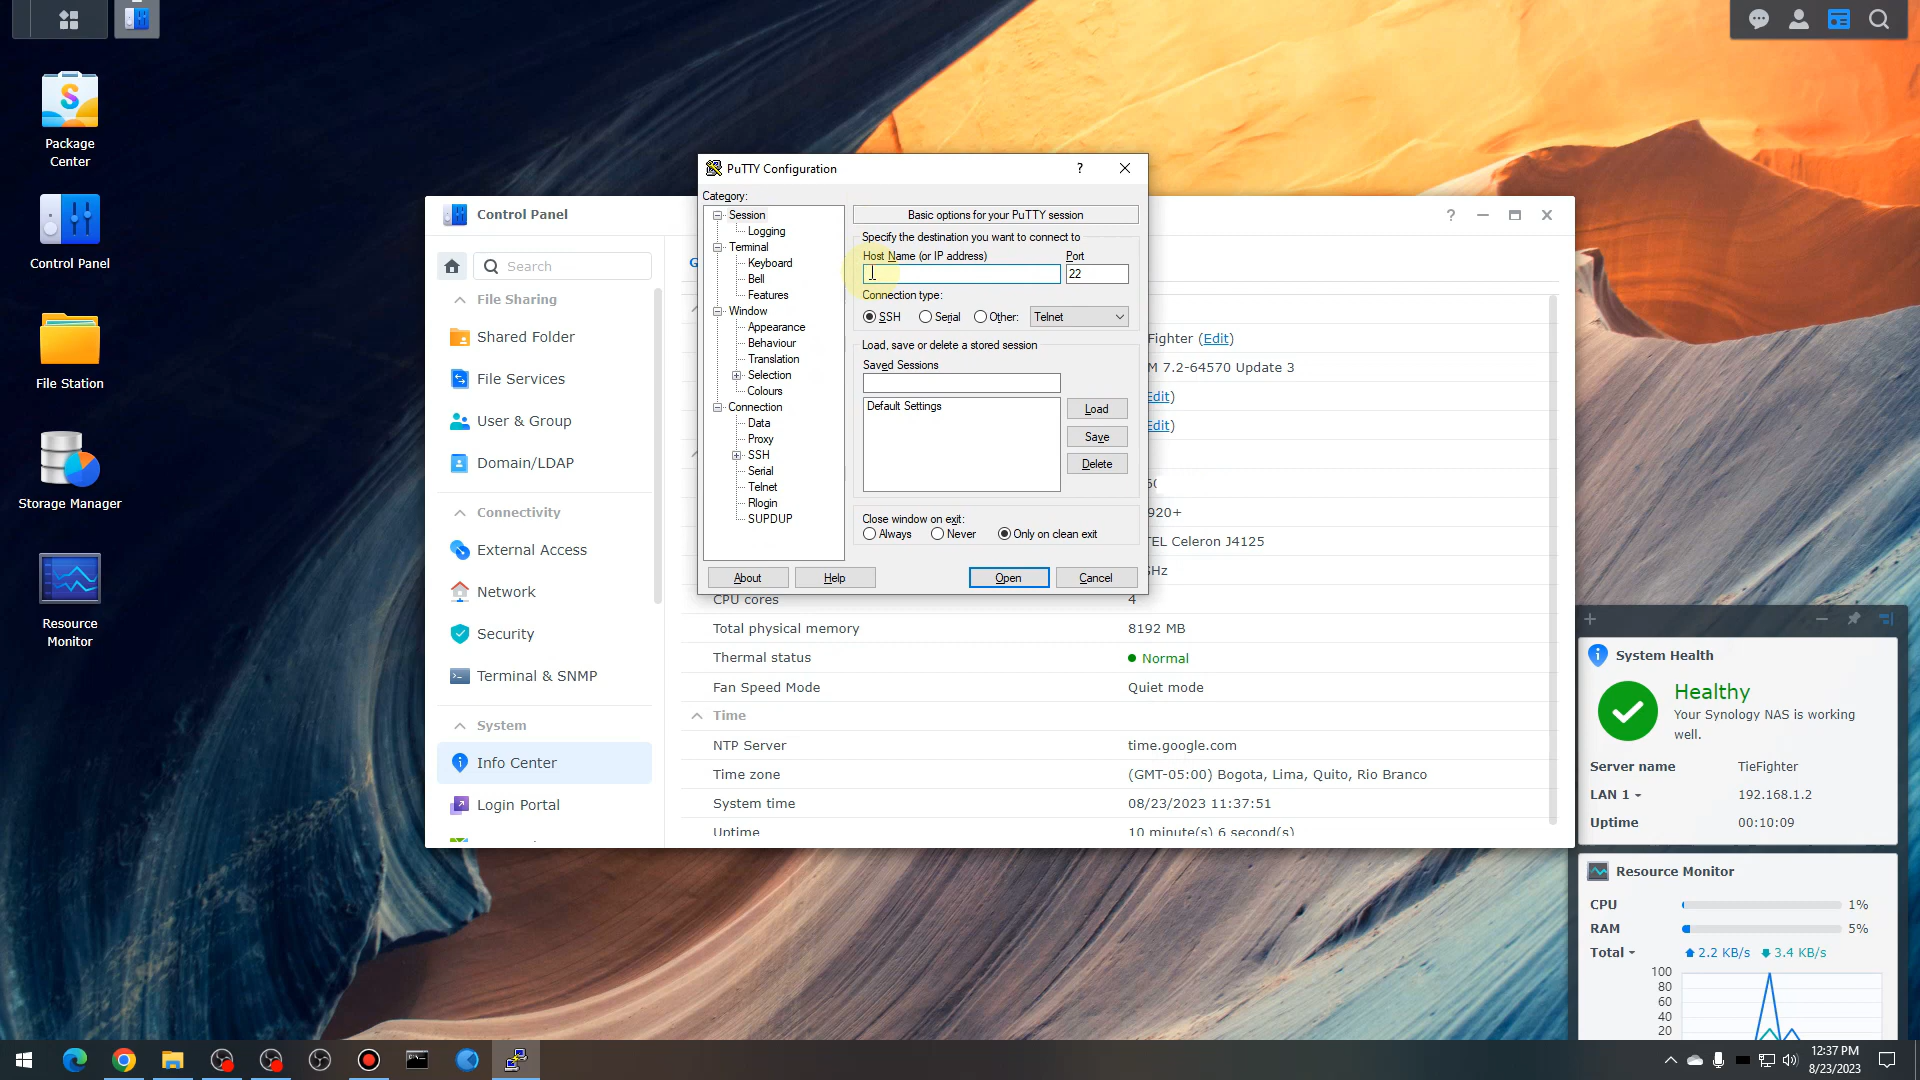 Package
Center
Control Panel
File Station
Storage Manager
Resource
Monitor
Control Panel
Search
File Sharing
Shared Folder
File Services
User & Group
Domain/LDAP
Connectivity
External Access
Network
Security
Terminal & SNMP
System
Info Center
Login Portal
PuTTY Configuration
Category:
Session
Logging
Terminal
Keyboard
Bell
Features
Window
Appearance
Behaviour
Translation
Selection
Colours
Connection
Data
Proxy
SSH
Serial
Telnet
Rlogin
SUPDUP
Basic options for your PuTTY session
Specify the destination you want to connect to
Host Name (or IP address) Port
22
Connection type:
SSH Serial Other: Telnet
Load, save or delete a stored session
Saved Sessions
Default Settings
Load
Save
Delete
Close window on exit:
Always Never Only on clean exit
About Help Open Cancel
G
Fighter (Edit)
M 7.2-64570 Update 3
Edit)
Edit)
920+
TEL Celeron J4125
GHz
CPU cores 4
Total physical memory 8192 MB
Thermal status Normal
Fan Speed Mode Quiet mode
Time
NTP Server time.google.com
Time zone (GMT-05:00) Bogota, Lima, Quito, Rio Branco
System time 08/23/2023 11:37:51
Uptime 10 minute(s) 6 second(s)
System Health
Healthy
Your Synology NAS is working
well.
Server name TieFighter
LAN 1 192.168.1.2
Uptime 00:10:09
Resource Monitor
CPU 1%
RAM 5%
Total 2.2 KB/s 3.4 KB/s
100
80
60
40
20
12:37 PM
8/23/2023